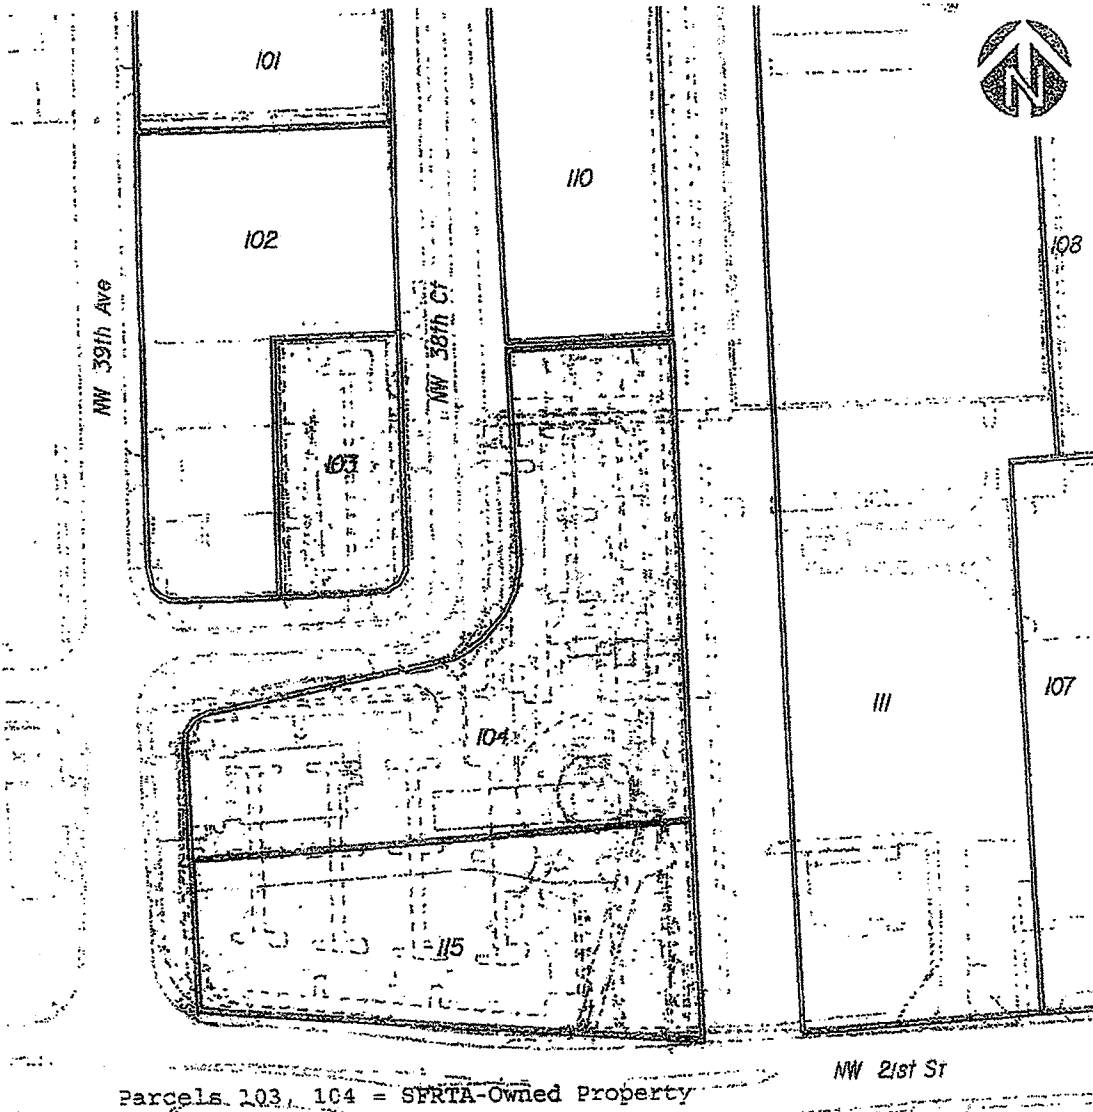 N
101
110
102
108
NW 39th Ave
NW 38th Ct
103
107
111
104
115
NW 21st St
Parcels 103, 104 = SFRTA-Owned Property